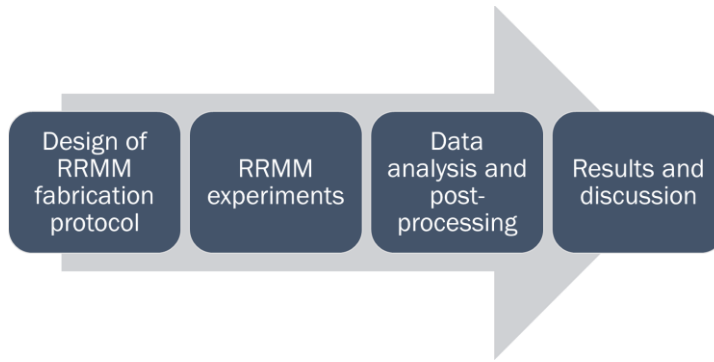 Design of
RRMM
fabrication
protocol
RRMM
experiments
Data
analysis and
post-
processing
Results and
discussion